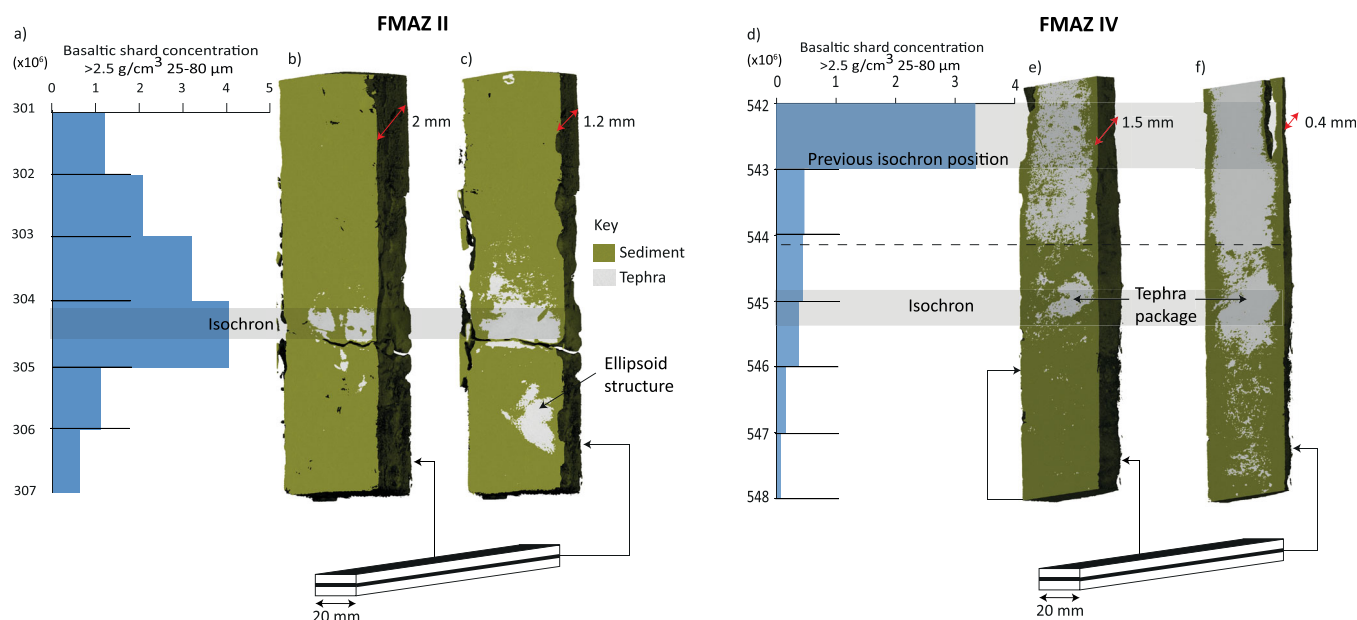 FMAZ II
a)
(x10⁶)
Basaltic shard concentration
>2.5 g/cm³ 25-80 µm
0 1 2 3 4 5
301
302
303
304
305
306
307
b)
c)
2 mm
1.2 mm
Key
Sediment
Tephra
Isochron
Ellipsoid
structure
20 mm
FMAZ IV
d)
(x10⁶)
Basaltic shard concentration
>2.5 g/cm³ 25-80 µm
0 1 2 3 4
542
543
544
545
546
547
548
e)
f)
1.5 mm
0.4 mm
Previous isochron position
Isochron
Tephra
package
20 mm